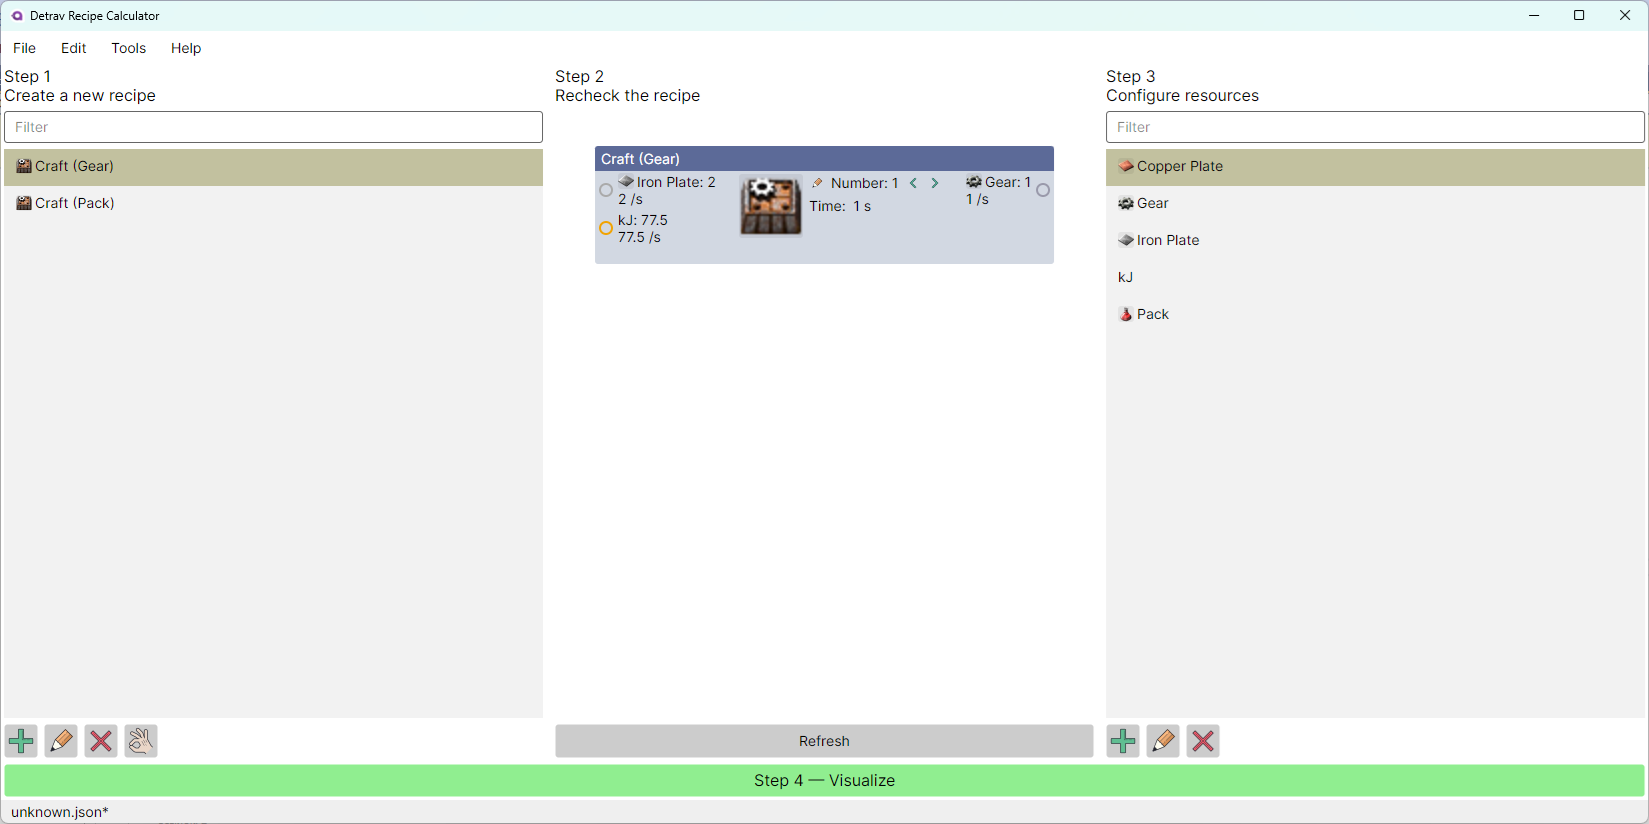 Detrav Recipe Calculator
File Edit Tools Help
Step 1
Create a new recipe
Filter
Craft (Gear)
Craft (Pack)
Step 2
Recheck the recipe
Craft (Gear)
Iron Plate: 2
2 /s
kJ: 77.5
77.5 /s
Number: 1
Time: 1 s
Gear: 1
1 /s
Refresh
Step 3
Configure resources
Filter
Copper Plate
Gear
Iron Plate
kJ
Pack
Step 4 — Visualize
unknown.json*